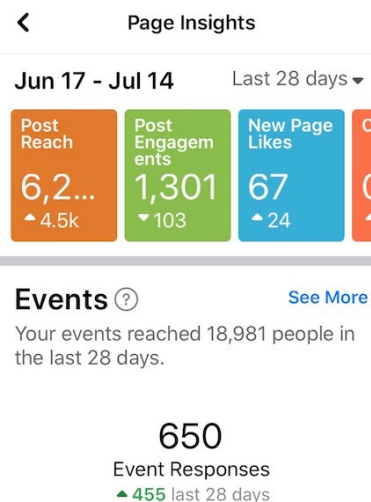 Page Insights
Jun 17 - Jul 14
Last 28 days
Post
Reach
6,2...
4.5k
Post
Engagem
ents
1,301
103
New Page
Likes
67
24
Events ?
See More
Your events reached 18,981 people in
the last 28 days.
650
Event Responses
455 last 28 days